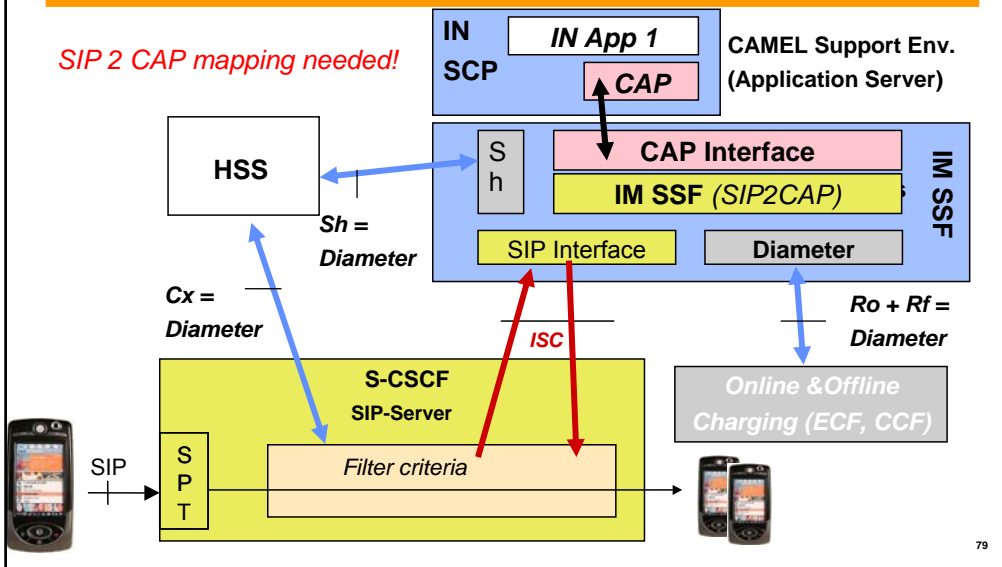 SIP 2 CAP mapping needed!
IN
SCP
IN App 1
CAP
CAMEL Support Env.
(Application Server)
HSS
S
h
CAP Interface
IM SSF (SIP2CAP)
s
IM SSF
SIP Interface
Diameter
Sh =
Diameter
Cx =
Diameter
ISC
Ro + Rf =
Diameter
S-CSCF
SIP-Server
Online &Offline
Charging (ECF, CCF)
SIP
S
P
T
Filter criteria
79